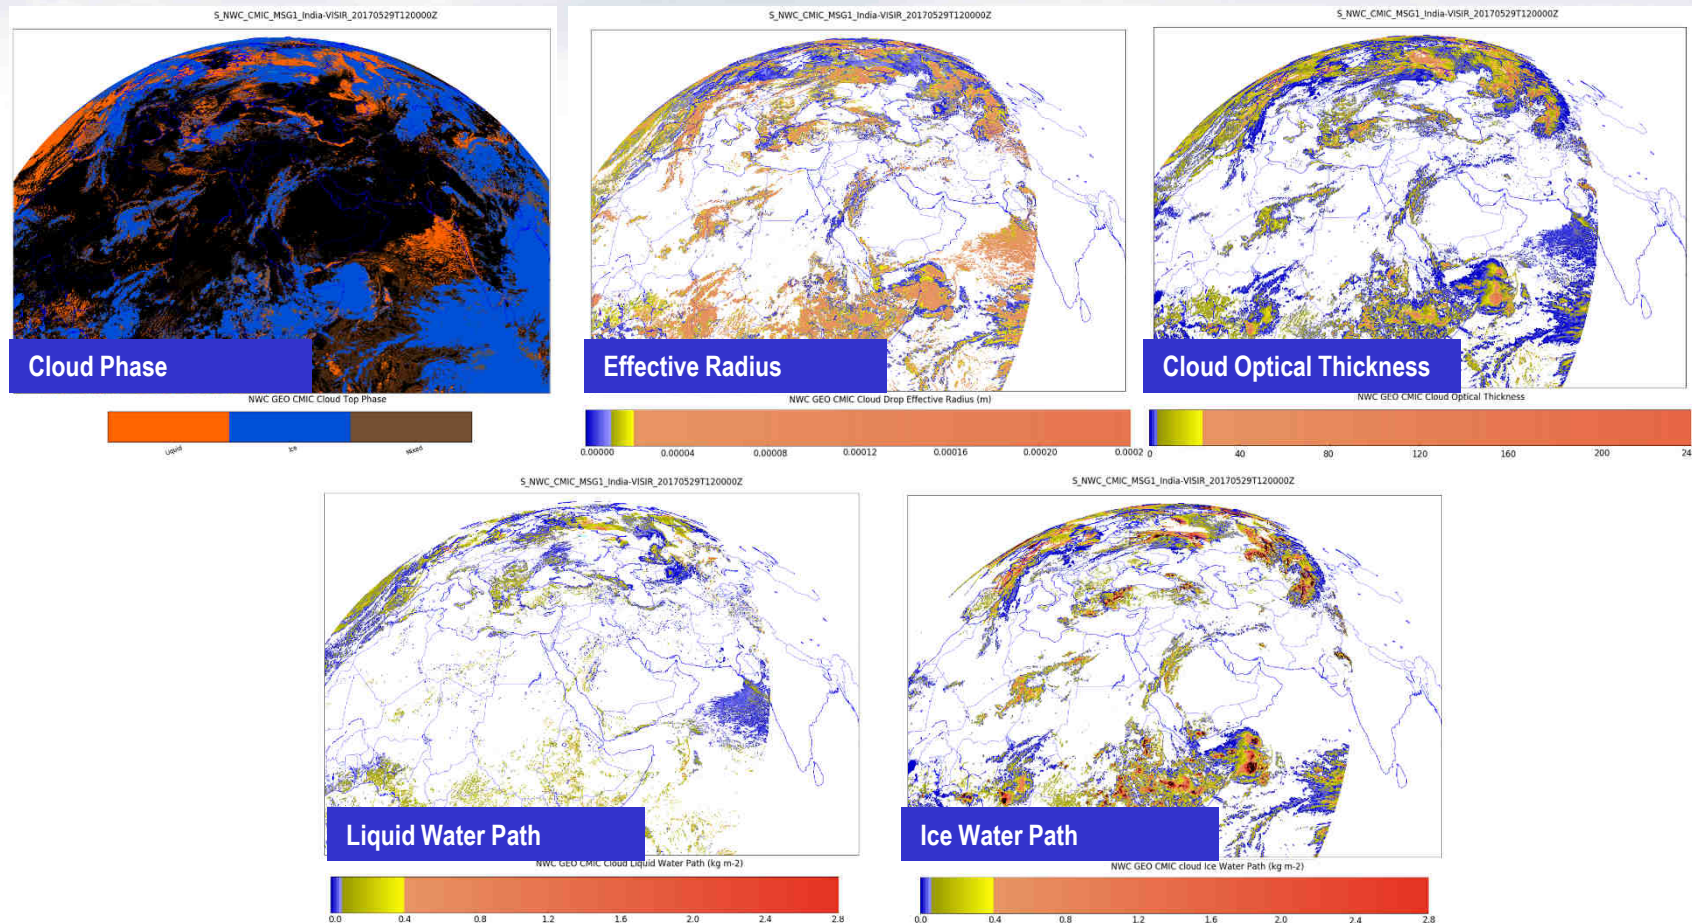 S_NWC_CMIC_MSG1_India-VISIR_20170529T120000Z
S_NWC_CMIC_MSG1_India-VISIR_20170529T120000Z
S_NWC_CMIC_MSG1_India-VISIR_20170529T120000Z
Cloud Phase
Effective Radius
Cloud Optical Thickness
NWC GEO CMIC Cloud Top Phase
NWC GEO CMIC Cloud Drop Effective Radius (m)
NWC GEO CMIC Cloud Optical Thickness
Liquid Ice Mixed
0.00000 0.00004 0.00008 0.00012 0.00016 0.00020 0.0002
0 40 80 120 160 200 24
S_NWC_CMIC_MSG1_India-VISIR_20170529T120000Z
S_NWC_CMIC_MSG1_India-VISIR_20170529T120000Z
Liquid Water Path
Ice Water Path
NWC GEO CMIC Cloud Liquid Water Path (kg m-2)
NWC GEO CMIC cloud Ice Water Path (kg m-2)
0.0 0.4 0.8 1.2 1.6 2.0 2.4 2.8
0.0 0.4 0.8 1.2 1.6 2.0 2.4 2.8